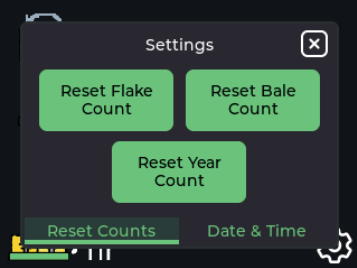 Settings
Reset Flake
Count
Reset Bale
Count
Reset Year
Count
Reset Counts
Date & Time